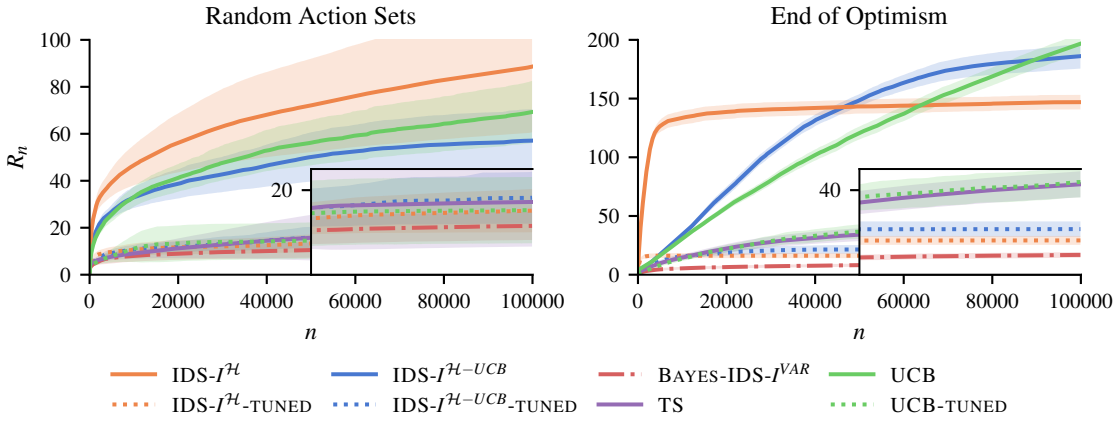 Random Action Sets
End of Optimism
100
80
60
40
20
0
R_n
20
0 20000 40000 60000 80000 100000
n
200
150
100
50
0
40
0 20000 40000 60000 80000 100000
n
IDS-I^ℋ IDS-I^{ℋ−UCB} BAYES-IDS-I^{VAR} UCB
IDS-I^ℋ-TUNED IDS-I^{ℋ−UCB}-TUNED TS UCB-TUNED